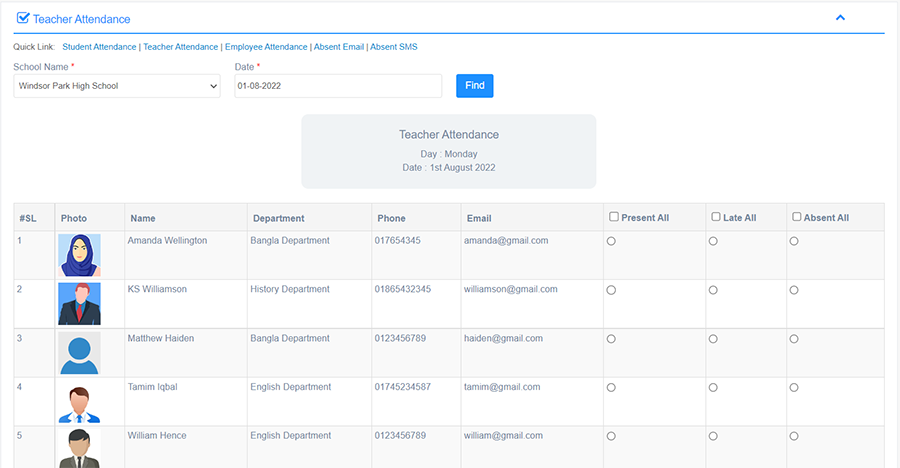 Teacher Attendance
Quick Link: Student Attendance | Teacher Attendance | Employee Attendance | Absent Email | Absent SMS
School Name * Date *
Windsor Park High School 01-08-2022 Find
Teacher Attendance
Day : Monday
Date : 1st August 2022
#SL Photo Name Department Phone Email Present All Late All Absent All
1 Amanda Wellington Bangla Department 017654345 amanda@gmail.com
2 KS Williamson History Department 01865432345 williamson@gmail.com
3 Matthew Haiden Bangla Department 0123456789 haiden@gmail.com
4 Tamim Iqbal English Department 01745234587 tamim@gmail.com
5 William Hence English Department 0123456789 william@gmail.com